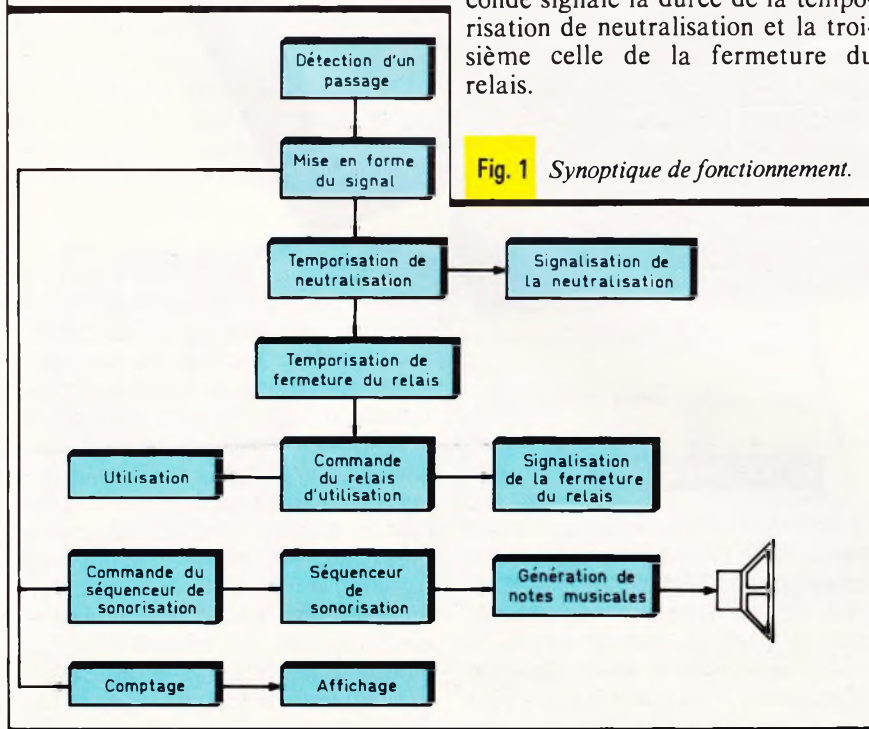 conde signale la durée de la tempo-
risation de neutralisation et la troi-
sième celle de la fermeture du
relais.
Fig. 1 Synoptique de fonctionnement.
Détection d'un
passage
Mise en forme
du signal
Temporisation de
neutralisation
Signalisation de
la neutralisation
Temporisation de
fermeture du relais
Utilisation
Commande
du relais
d'utilisation
Signalisation
de la fermeture
du relais
Commande du
séquenceur de
sonorisation
Séquenceur
de
sonorisation
Génération de
notes musicales
Comptage
Affichage